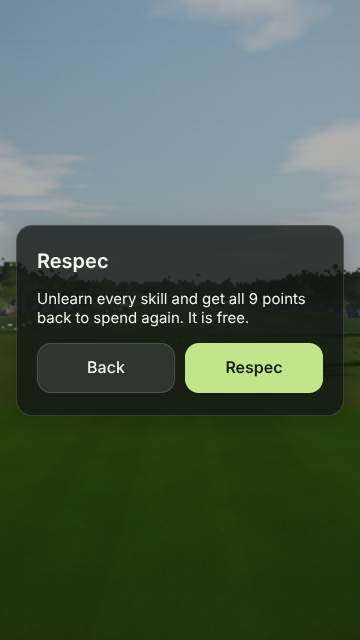 Respec
Unlearn every skill and get all 9 points
back to spend again. It is free.
Back
Respec